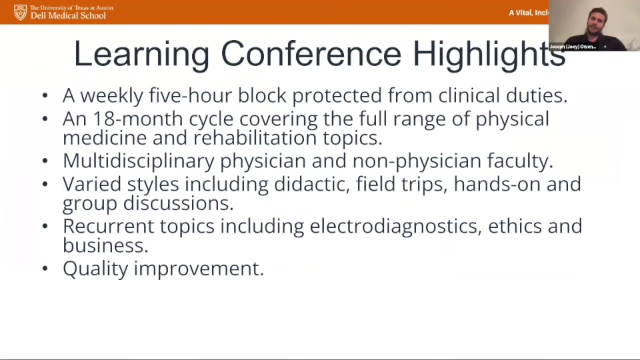 The University of Texas at Austin
Dell Medical School
A Vital, Incl
Learning Conference Highlights
• A weekly five-hour block protected from clinical duties.
• An 18-month cycle covering the full range of physical
medicine and rehabilitation topics.
• Multidisciplinary physician and non-physician faculty.
• Varied styles including didactic, field trips, hands-on and
group discussions.
• Recurrent topics including electrodiagnostics, ethics and
business.
• Quality improvement.